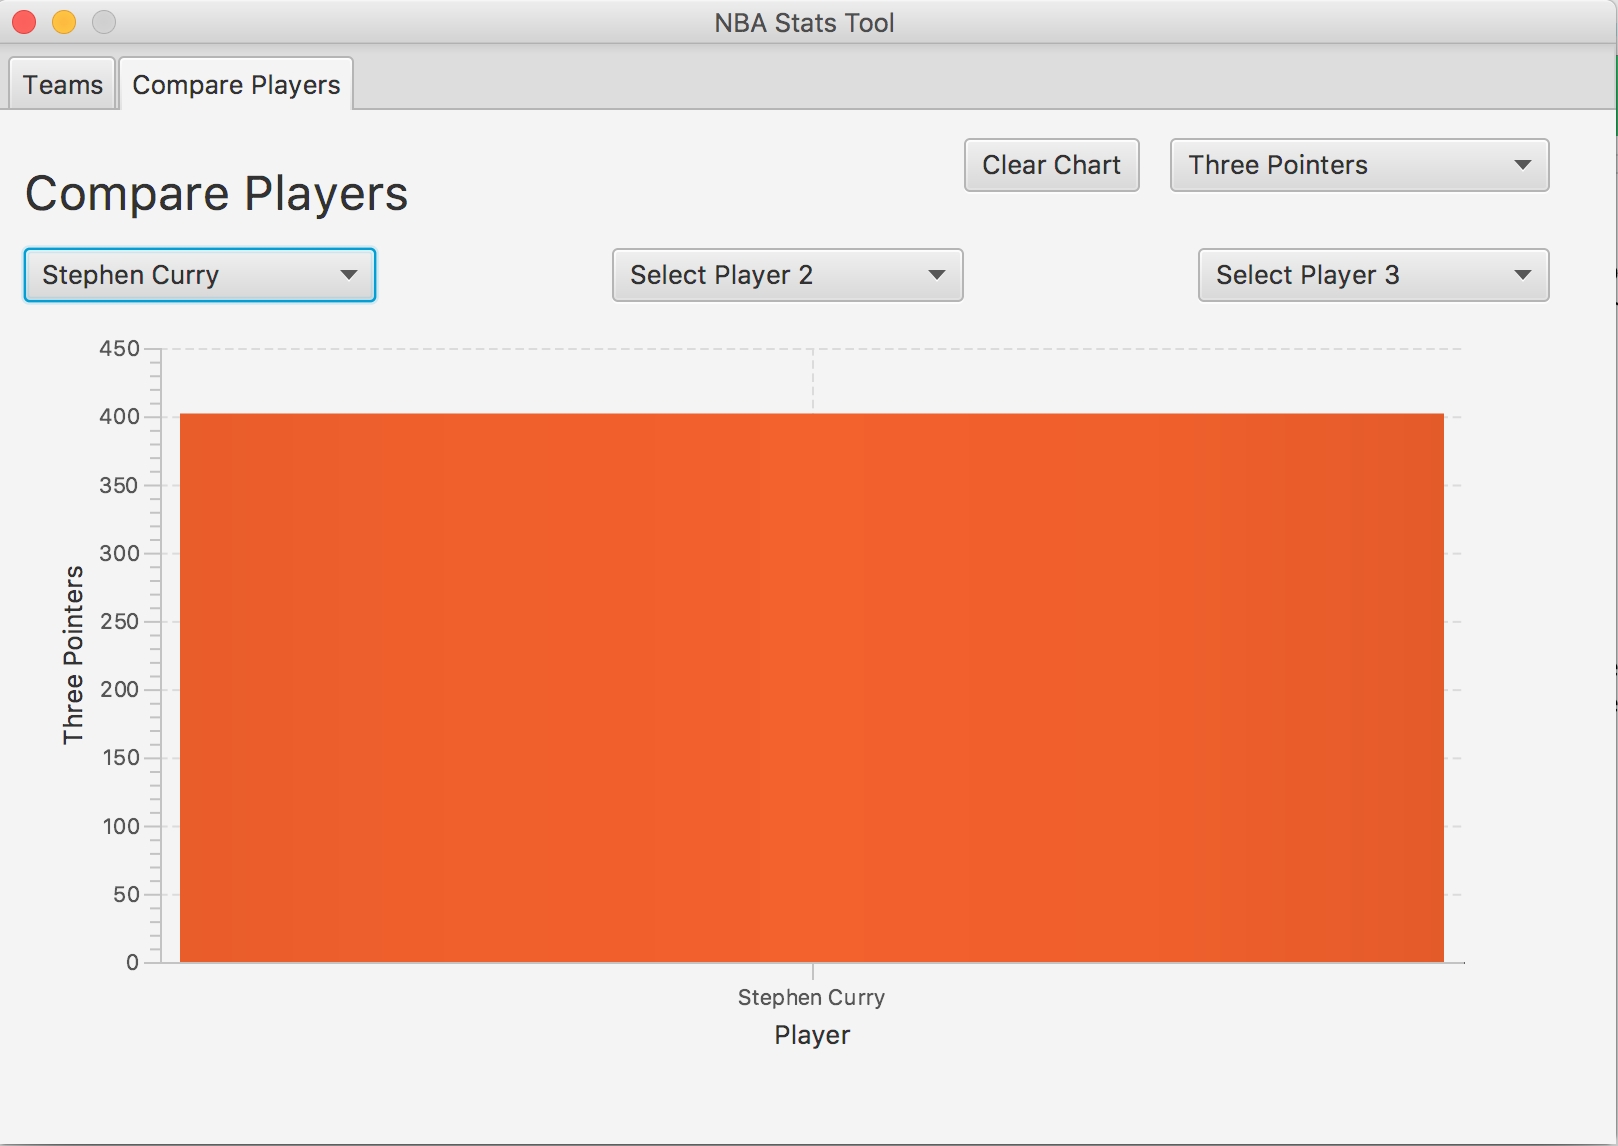 NBA Stats Tool
Teams
Compare Players
Clear Chart
Three Pointers
Compare Players
Stephen Curry
Select Player 2
Select Player 3
450
400
350
300
250
200
150
100
50
0
Three Pointers
Stephen Curry
Player